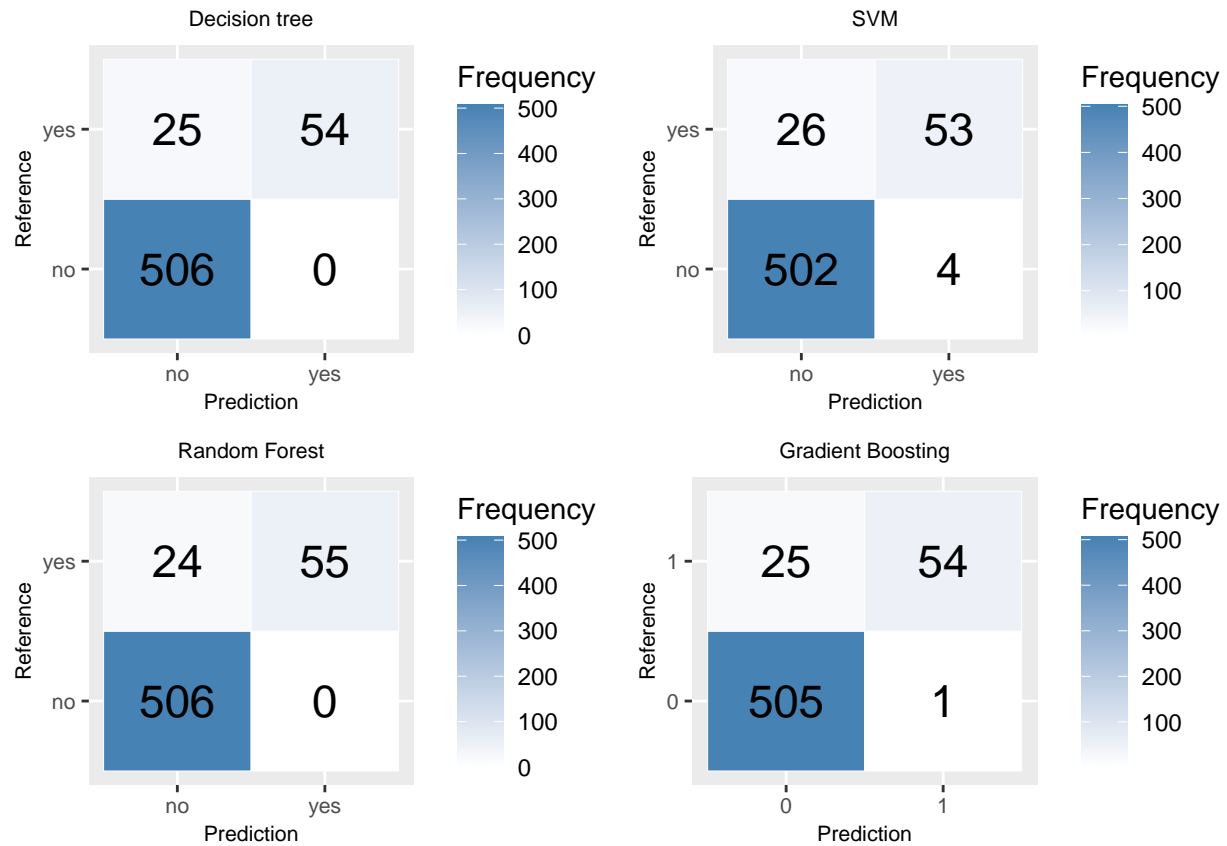 Decision tree
Reference
yes
no
25
54
506
0
no
yes
Prediction
Frequency
500
400
300
200
100
0
SVM
Reference
yes
no
26
53
502
4
no
yes
Prediction
Frequency
500
400
300
200
100
Random Forest
Reference
yes
no
24
55
506
0
no
yes
Prediction
Frequency
500
400
300
200
100
0
Gradient Boosting
Reference
1
0
25
54
505
1
0
1
Prediction
Frequency
500
400
300
200
100